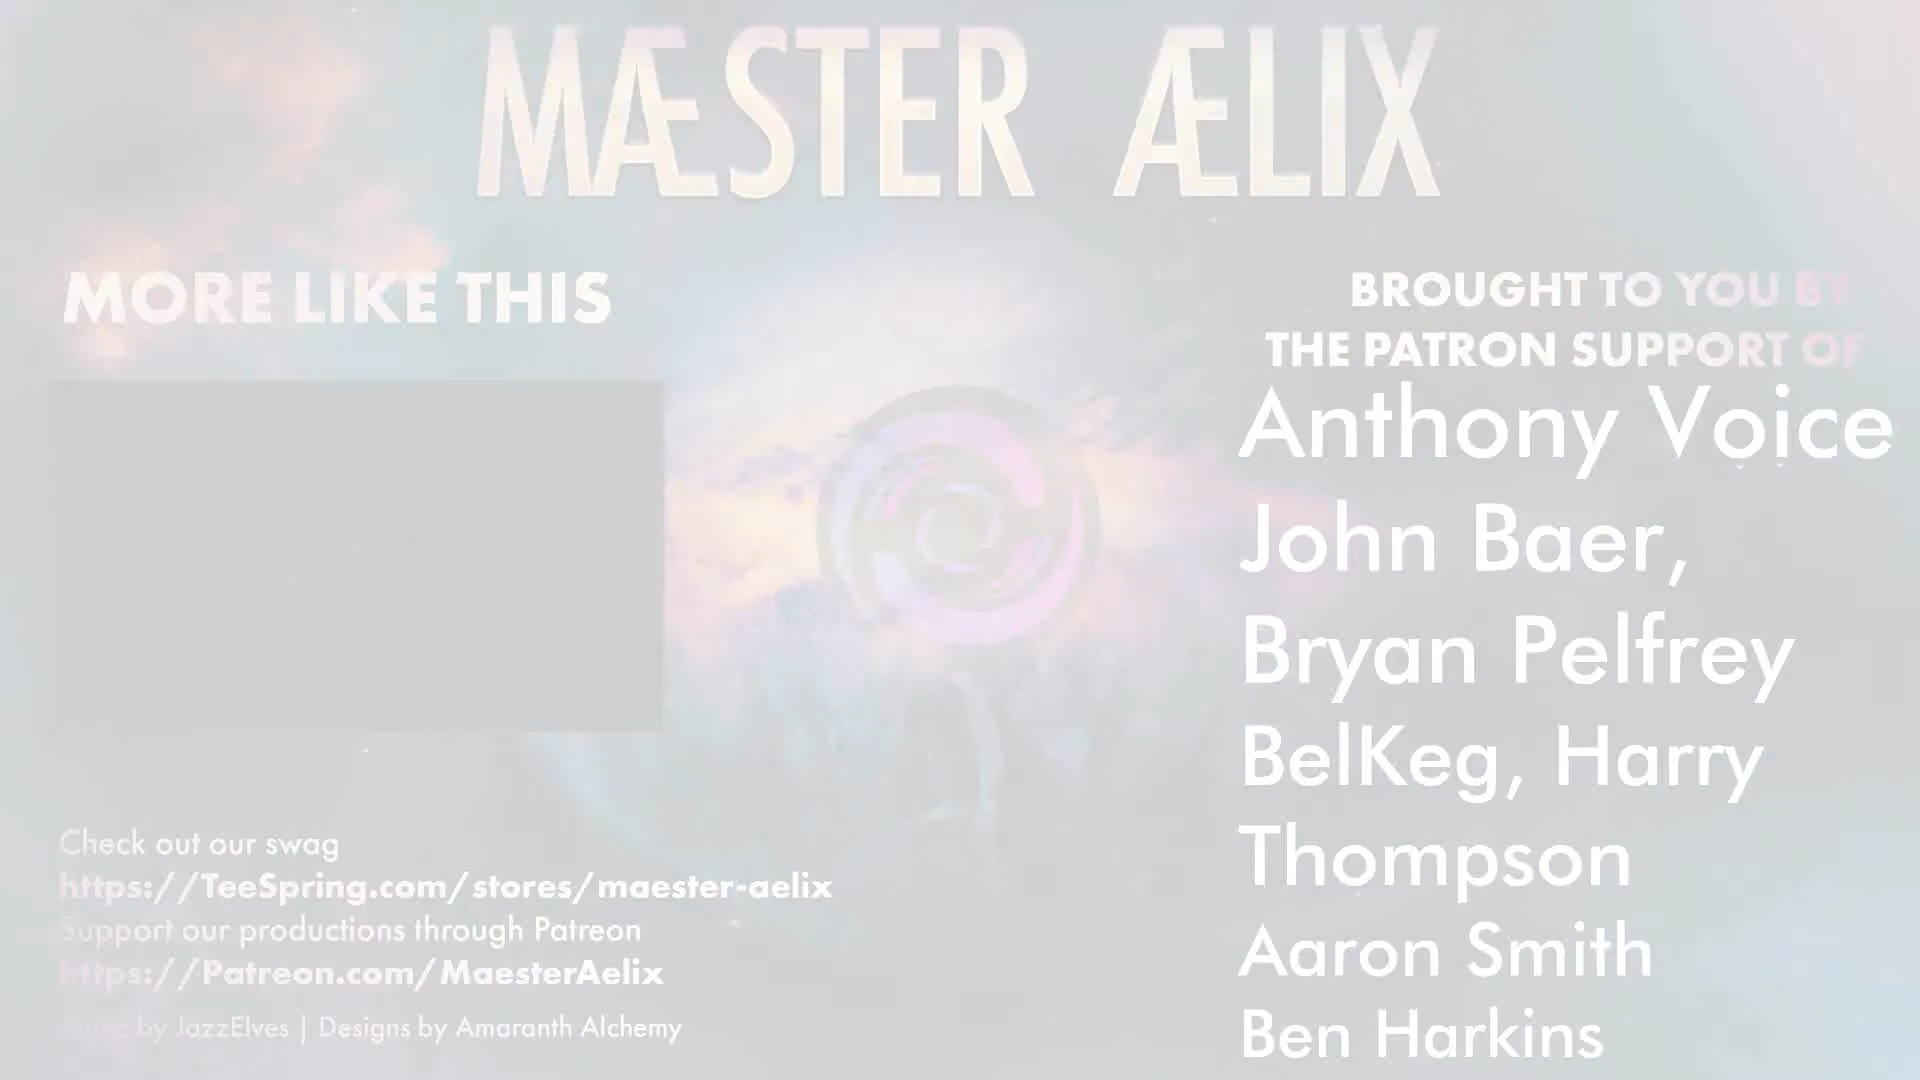 MÆSTER ÆLIX
MORE LIKE THIS
BROUGHT TO YOU BY
THE PATRON SUPPORT OF
Anthony Voice
John Baer,
Bryan Pelfrey
BelKeg, Harry
Thompson
Aaron Smith
Ben Harkins
Check out our swag
https://TeeSpring.com/stores/maester-aelix
Support our productions through Patreon
https://Patreon.com/MaesterAelix
by JazzElves | Designs by Amaranth Alchemy